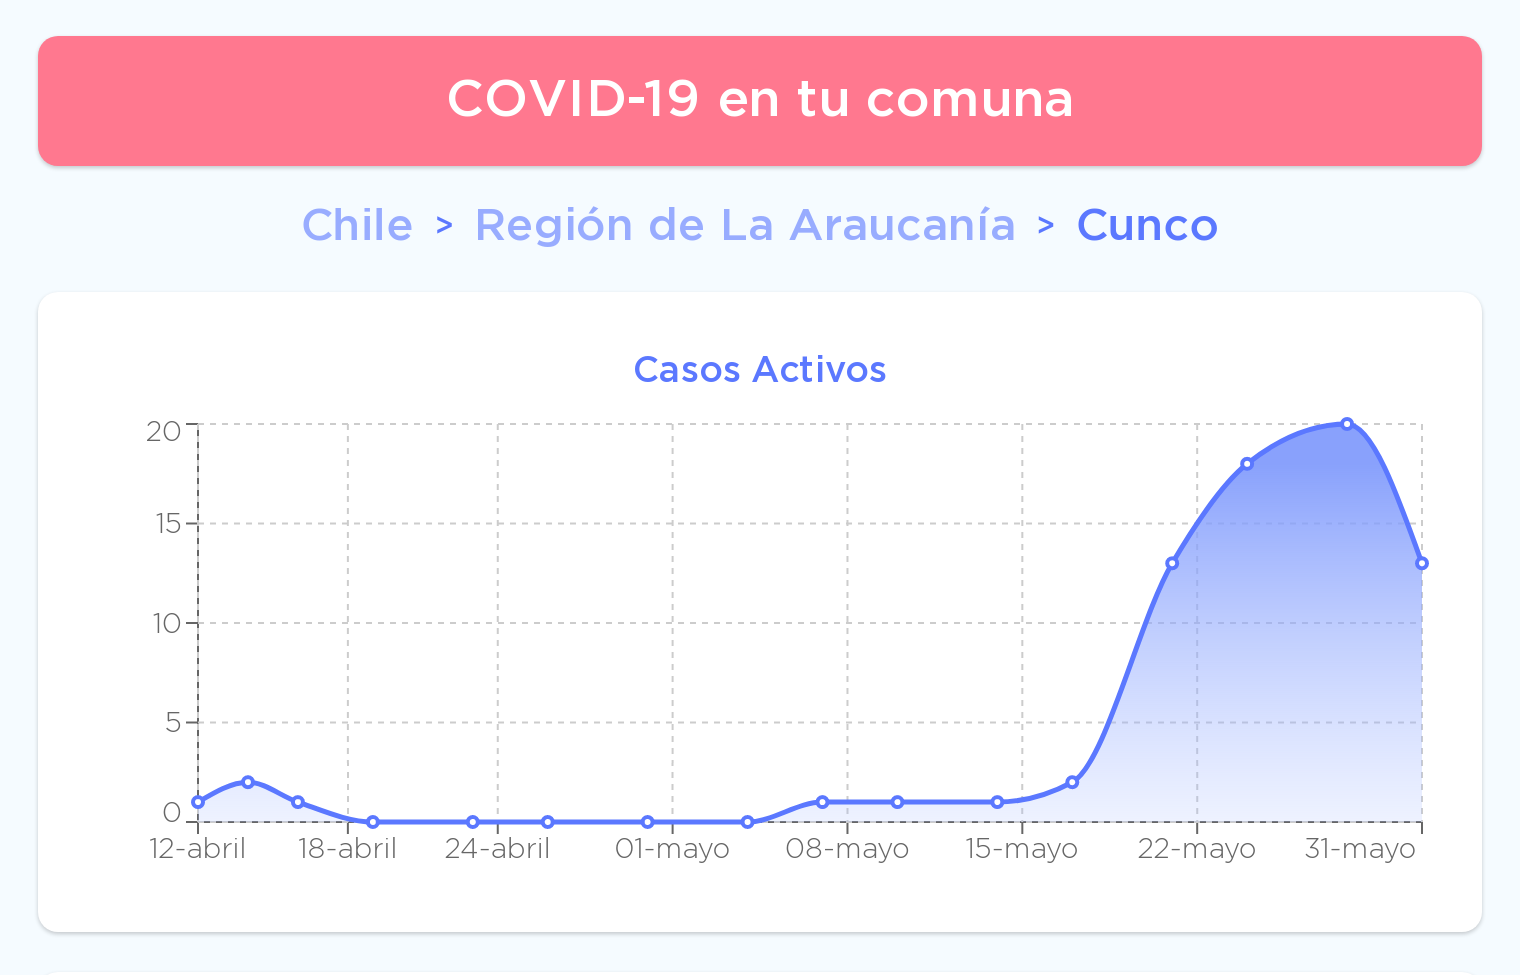 COVID-19 en tu comuna
Chile > Región de La Araucanía > Cunco
Casos Activos
20
15
10
5
0
12-abril 18-abril 24-abril 01-mayo 08-mayo 15-mayo 22-mayo 31-mayo